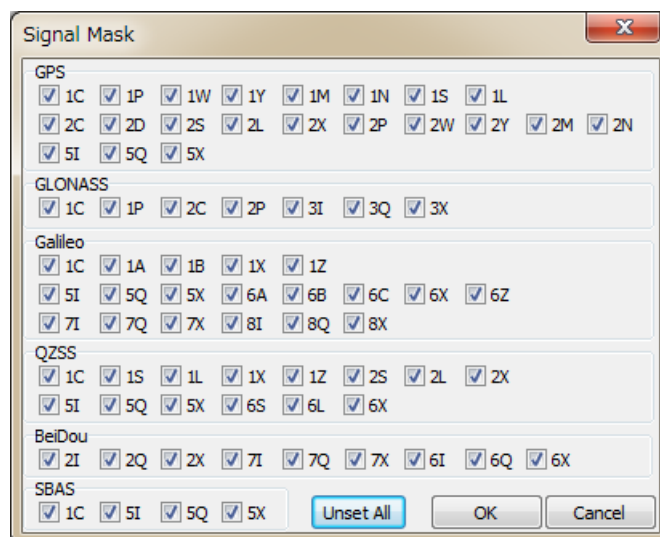 Signal Mask
GPS
1C 1P 1W 1Y 1M 1N 1S 1L
2C 2D 2S 2L 2X 2P 2W 2Y 2M 2N
5I 5Q 5X
GLONASS
1C 1P 2C 2P 3I 3Q 3X
Galileo
1C 1A 1B 1X 1Z
5I 5Q 5X 6A 6B 6C 6X 6Z
7I 7Q 7X 8I 8Q 8X
QZSS
1C 1S 1L 1X 1Z 2S 2L 2X
5I 5Q 5X 6S 6L 6X
BeiDou
2I 2Q 2X 7I 7Q 7X 6I 6Q 6X
SBAS
1C 5I 5Q 5X Unset All OK Cancel